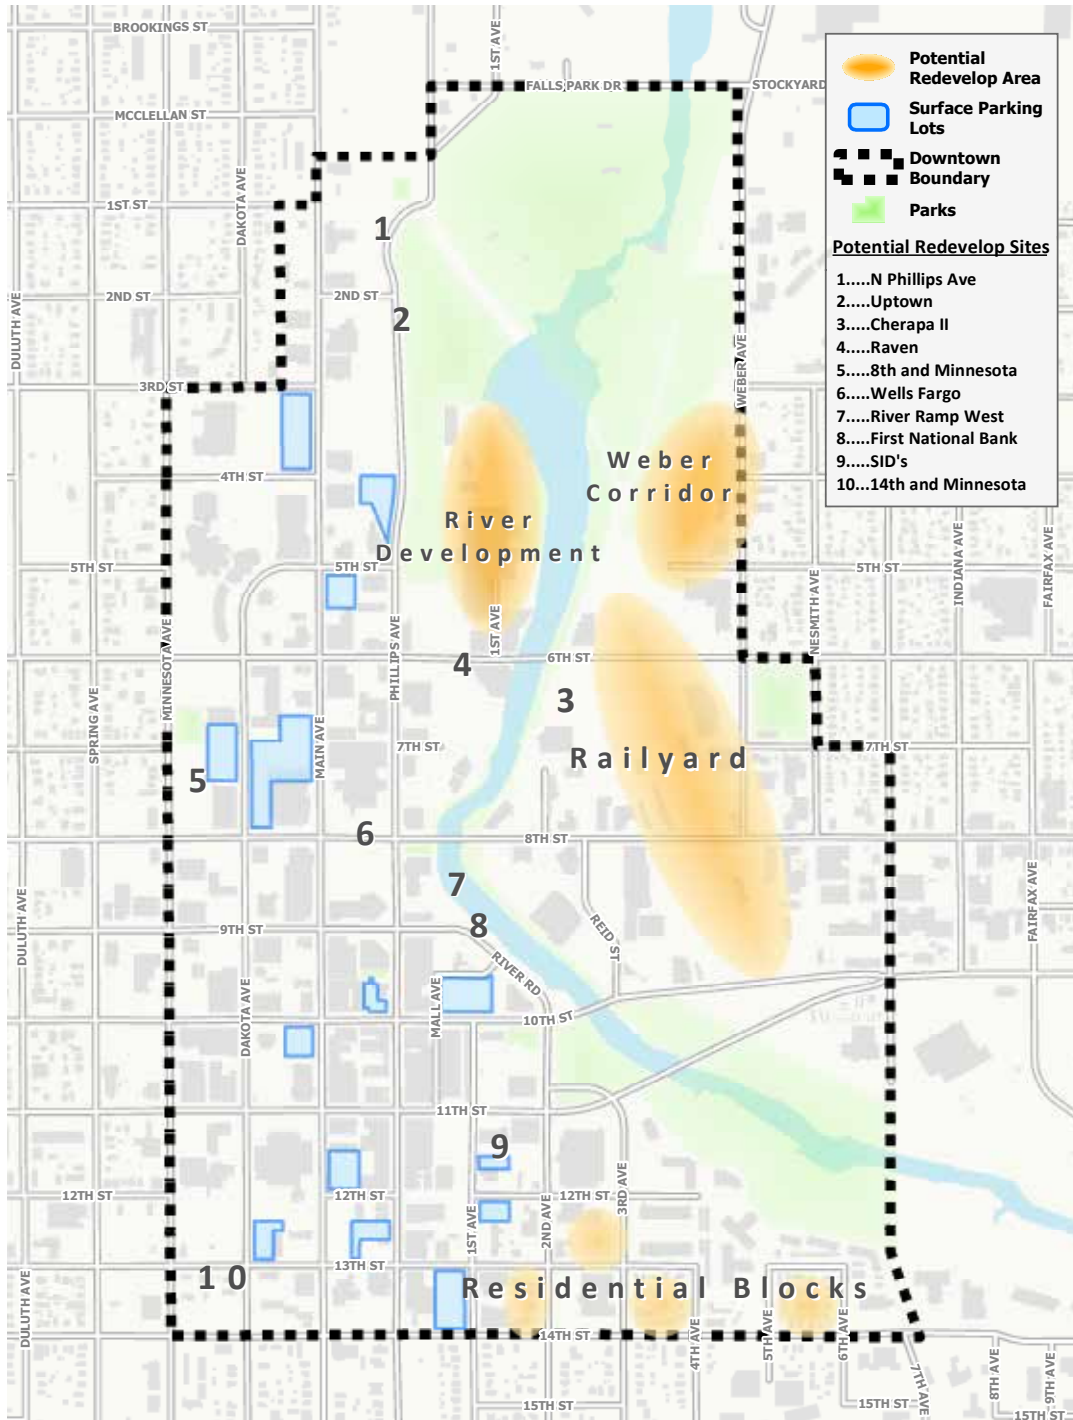 BROOKINGS ST
1ST AVE
FALLS PARK DR
STOCKYARD
MCCLELLAN ST
DAKOTA AVE
1ST ST
1
2ND ST
2ND ST
2
DULUTH AVE
WEBER AVE
3RD ST
Weber
Corridor
4TH ST
River
Development
5TH ST
5TH ST
5TH ST
INDIANA AVE
FAIRFAX AVE
NESMITH AVE
1ST AVE
PHILLIPS AVE
MINNESOTA AVE
SPRING AVE
4
6TH ST
3
MAIN AVE
7TH ST
Railyard
7TH ST
5
6
8TH ST
7
8
DULUTH AVE
9TH ST
REID ST
FAIRFAX AVE
RIVER RD
MALL AVE
DAKOTA AVE
10TH ST
11TH ST
9
12TH ST
12TH ST
12TH ST
3RD AVE
2ND AVE
1ST AVE
10
13TH ST
Residential Blocks
DULUTH AVE
14TH ST
4TH AVE
5TH AVE
6TH AVE
7TH AVE
8TH AVE
9TH AVE
15TH ST
15TH ST
15TH ST
Potential
Redevelop Area
Surface Parking
Lots
Downtown
Boundary
Parks
Potential Redevelop Sites
1.....N Phillips Ave
2.....Uptown
3.....Cherapa II
4.....Raven
5.....8th and Minnesota
6.....Wells Fargo
7.....River Ramp West
8.....First National Bank
9.....SID's
10...14th and Minnesota